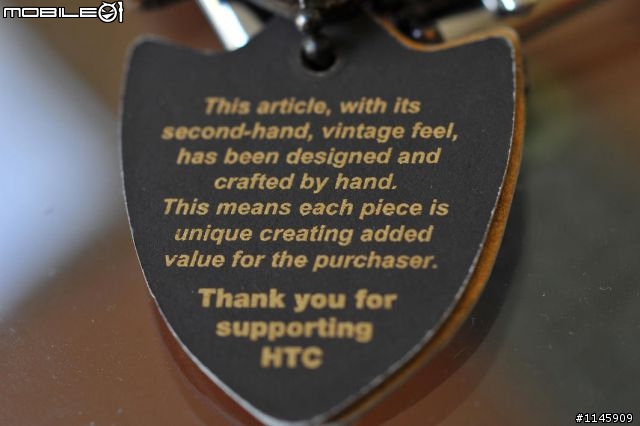 MOBILE01
This article, with its
second-hand, vintage feel,
has been designed and
crafted by hand.
This means each piece is
unique creating added
value for the purchaser.
Thank you for
supporting
HTC
#1145909